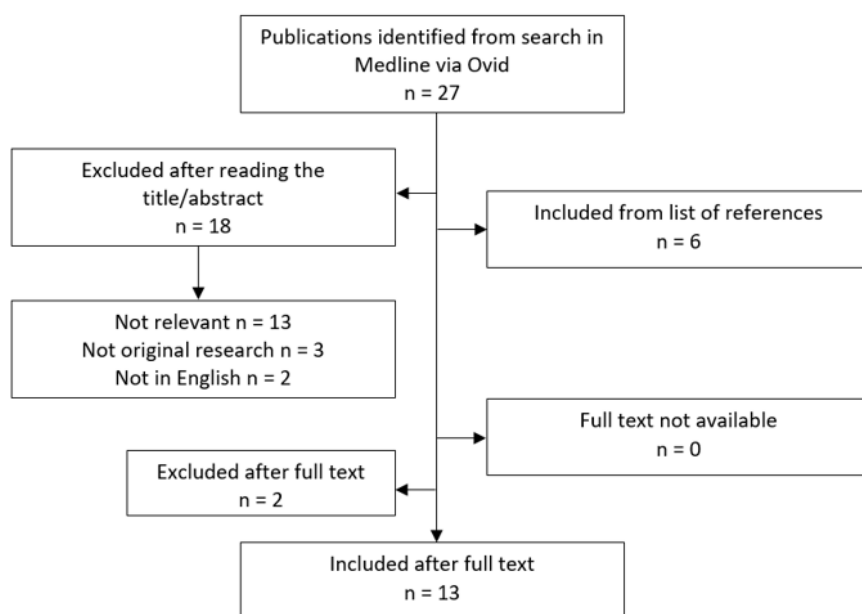 Publications identified from search in
Medline via Ovid
n = 27
Excluded after reading the
title/abstract
n = 18
Included from list of references
n = 6
Not relevant n = 13
Not original research n = 3
Not in English n = 2
Full text not available
n = 0
Excluded after full text
n = 2
Included after full text
n = 13